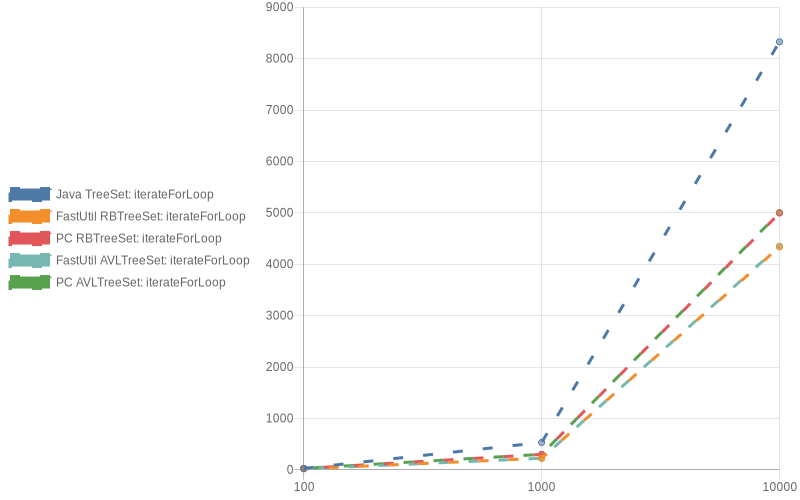 9000
8000
7000
6000
5000
4000
3000
2000
1000
0
Java TreeSet: iterateForLoop
FastUtil RBTreeSet: iterateForLoop
PC RBTreeSet: iterateForLoop
FastUtil AVLTreeSet: iterateForLoop
PC AVLTreeSet: iterateForLoop
100 1000 10000